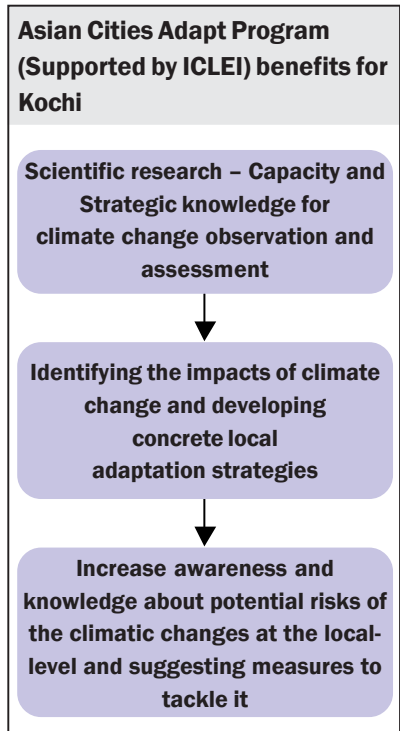 Asian Cities Adapt Program
(Supported by ICLEI) benefits for
Kochi
Scientific research – Capacity and
Strategic knowledge for
climate change observation and
assessment
Identifying the impacts of climate
change and developing
concrete local
adaptation strategies
Increase awareness and
knowledge about potential risks of
the climatic changes at the local-
level and suggesting measures to
tackle it